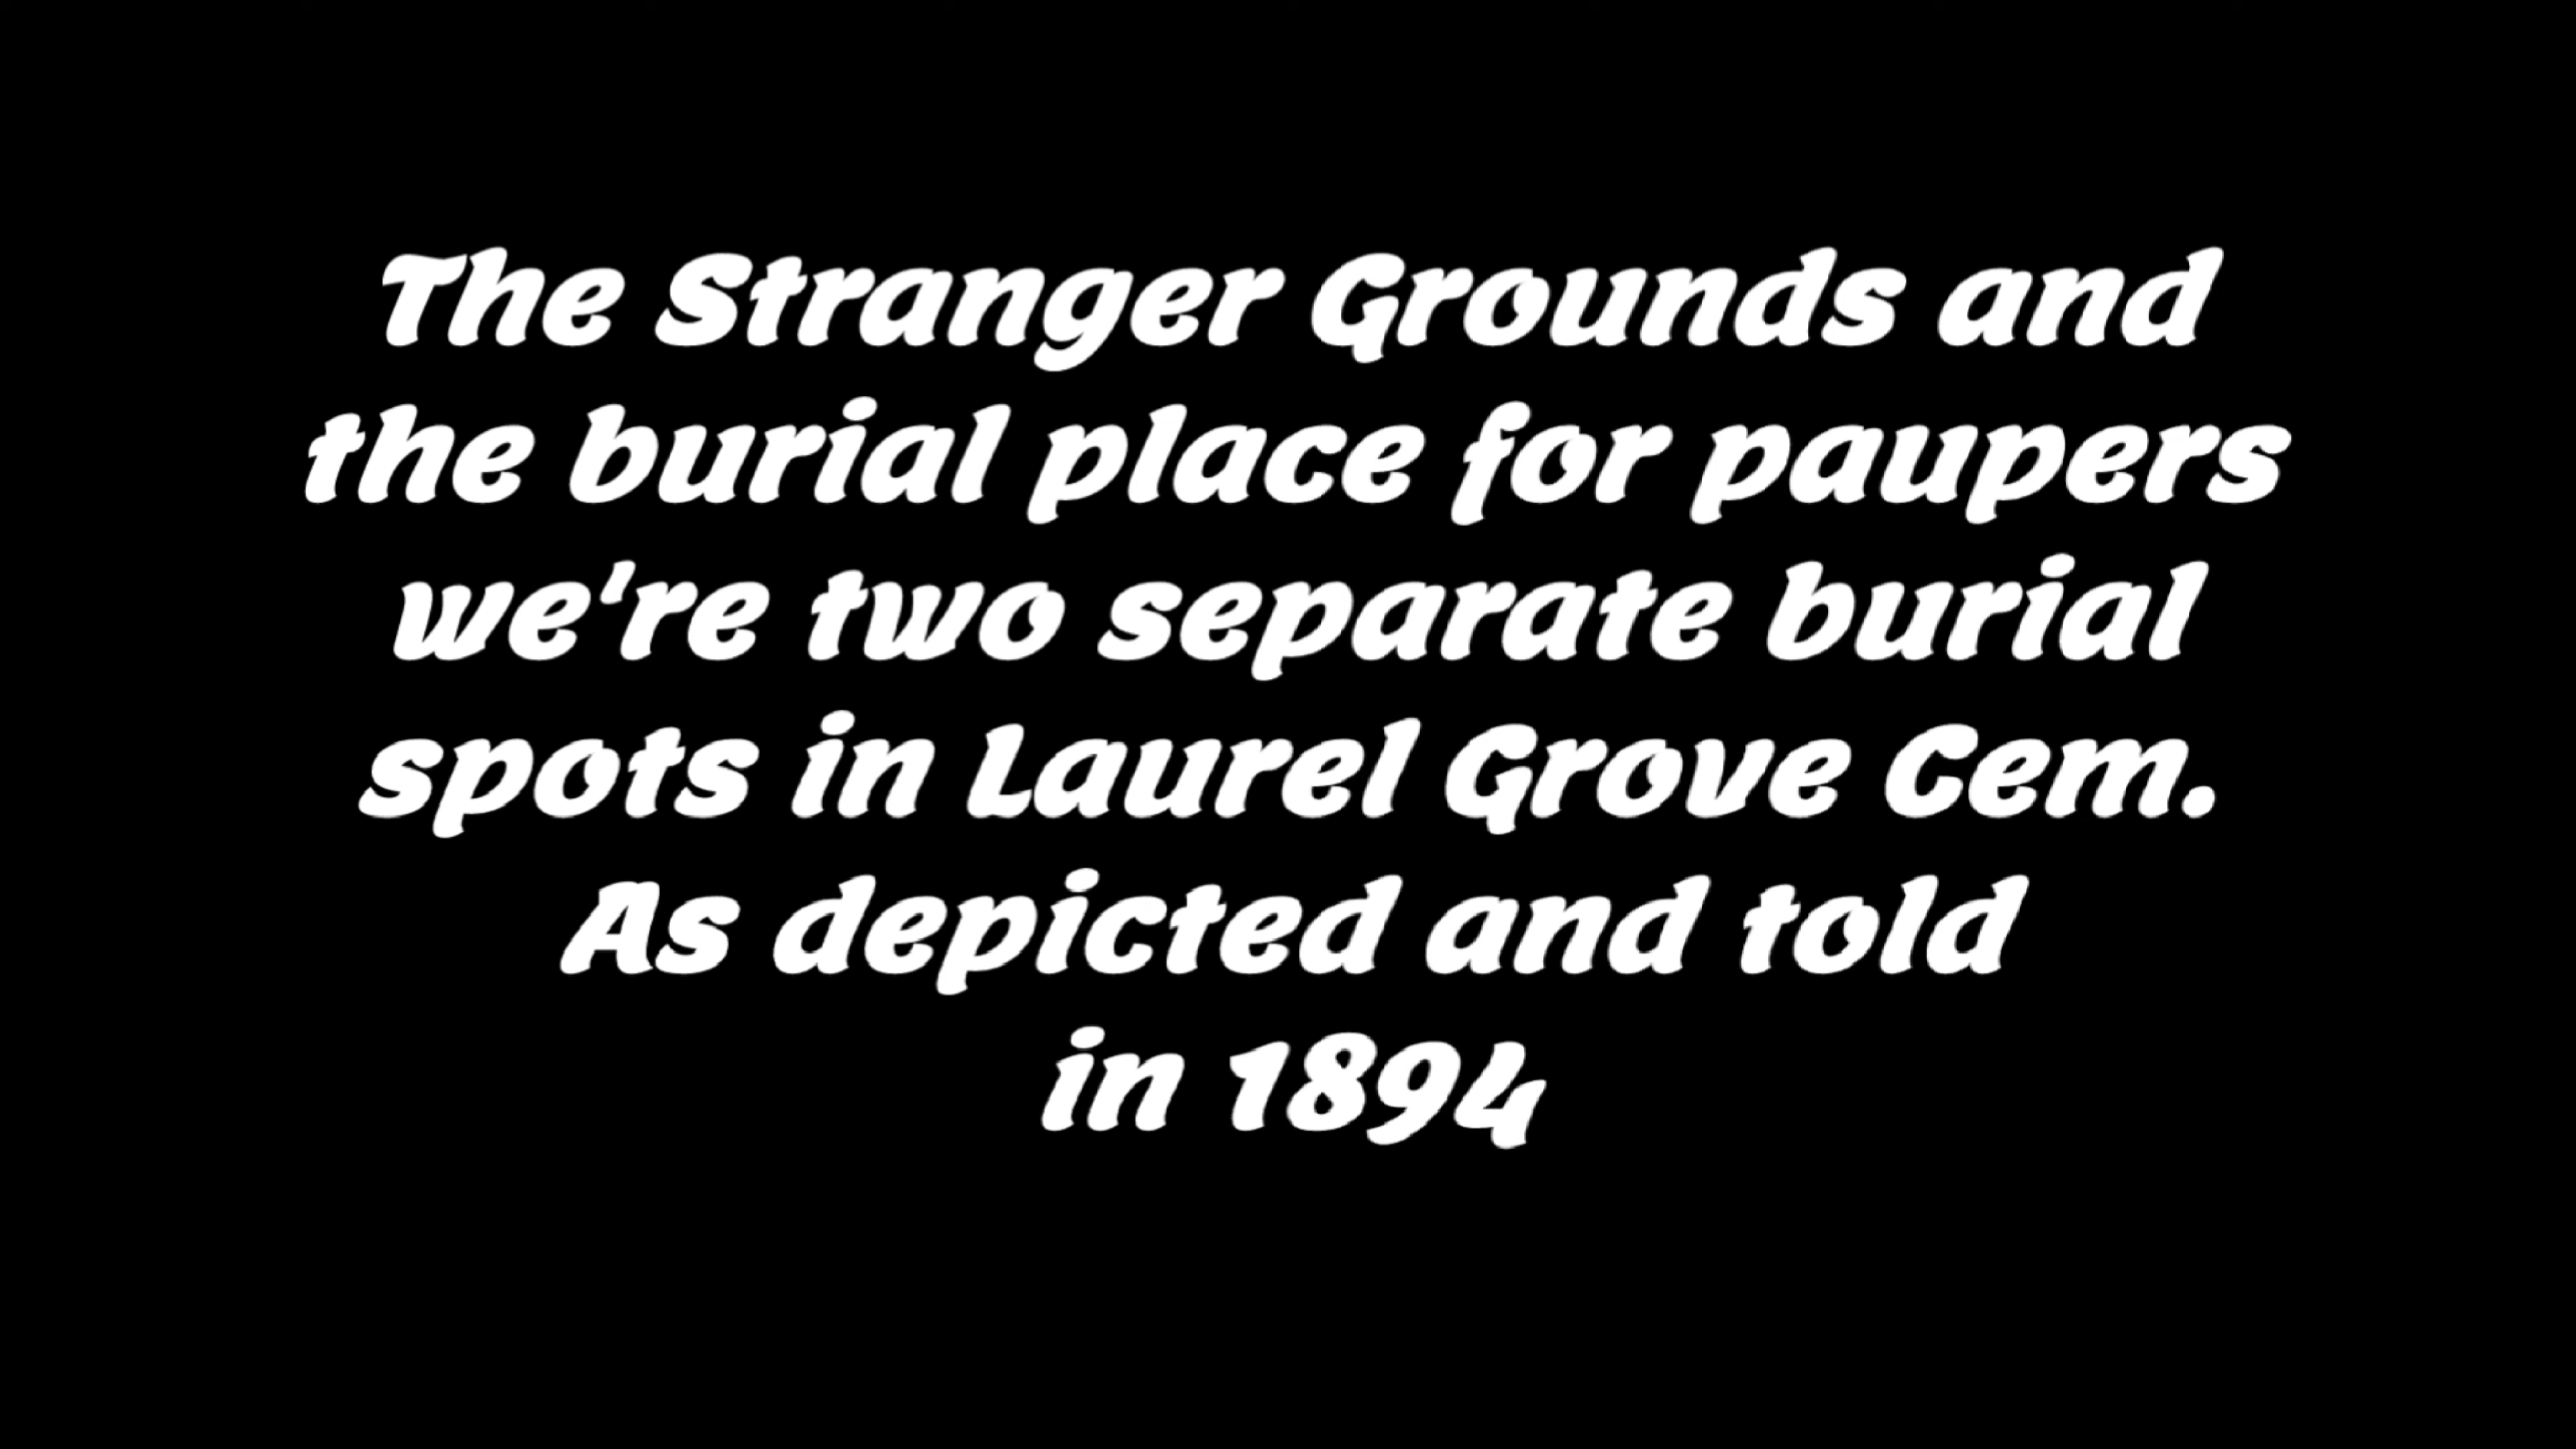 The Stranger Grounds and
the burial place for paupers
we're two separate burial
spots in Laurel Grove Cem.
As depicted and told
in 1894